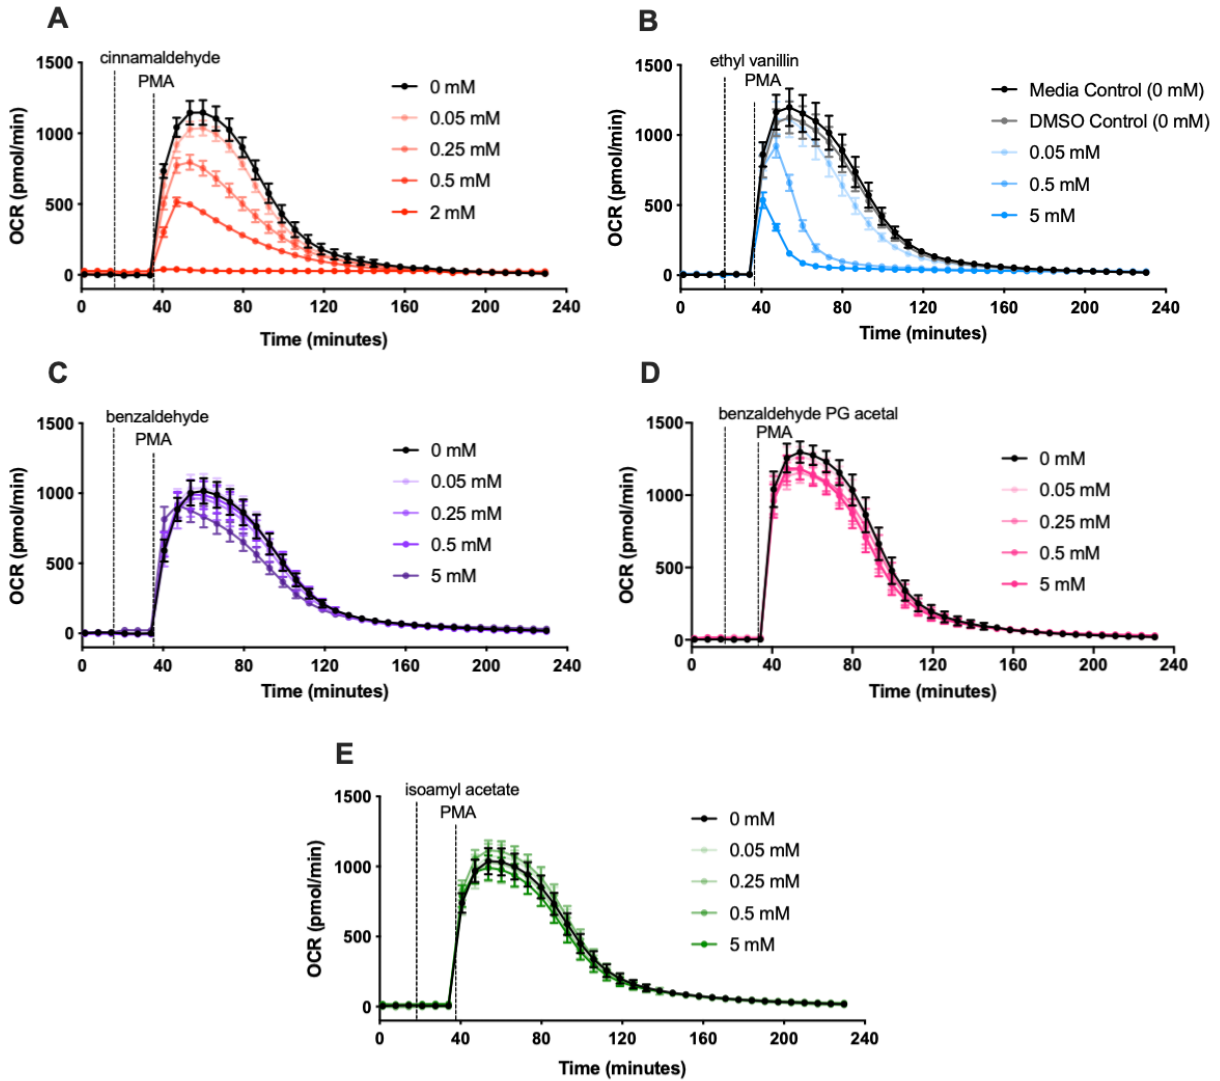 A
cinnamaldehyde
PMA
1500
1000
500
0
OCR (pmol/min)
0 40 80 120 160 200 240
Time (minutes)
0 mM
0.05 mM
0.25 mM
0.5 mM
2 mM
B
ethyl vanillin
PMA
1500
1000
500
0
OCR (pmol/min)
0 40 80 120 160 200 240
Time (minutes)
Media Control (0 mM)
DMSO Control (0 mM)
0.05 mM
0.5 mM
5 mM
C
benzaldehyde
PMA
1500
1000
500
0
OCR (pmol/min)
0 40 80 120 160 200 240
Time (minutes)
0 mM
0.05 mM
0.25 mM
0.5 mM
5 mM
D
benzaldehyde PG acetal
PMA
1500
1000
500
0
OCR (pmol/min)
0 40 80 120 160 200 240
Time (minutes)
0 mM
0.05 mM
0.25 mM
0.5 mM
5 mM
E
isoamyl acetate
PMA
1500
1000
500
0
OCR (pmol/min)
0 40 80 120 160 200 240
Time (minutes)
0 mM
0.05 mM
0.25 mM
0.5 mM
5 mM